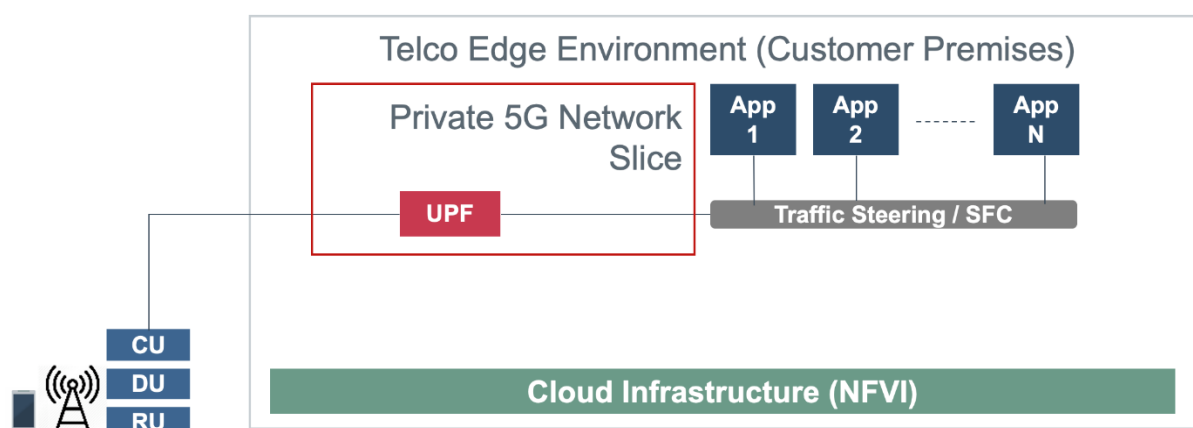 Telco Edge Environment (Customer Premises)
Private 5G Network
Slice
App
1
App
2
App
N
UPF
Traffic Steering / SFC
CU
DU
RU
Cloud Infrastructure (NFVI)